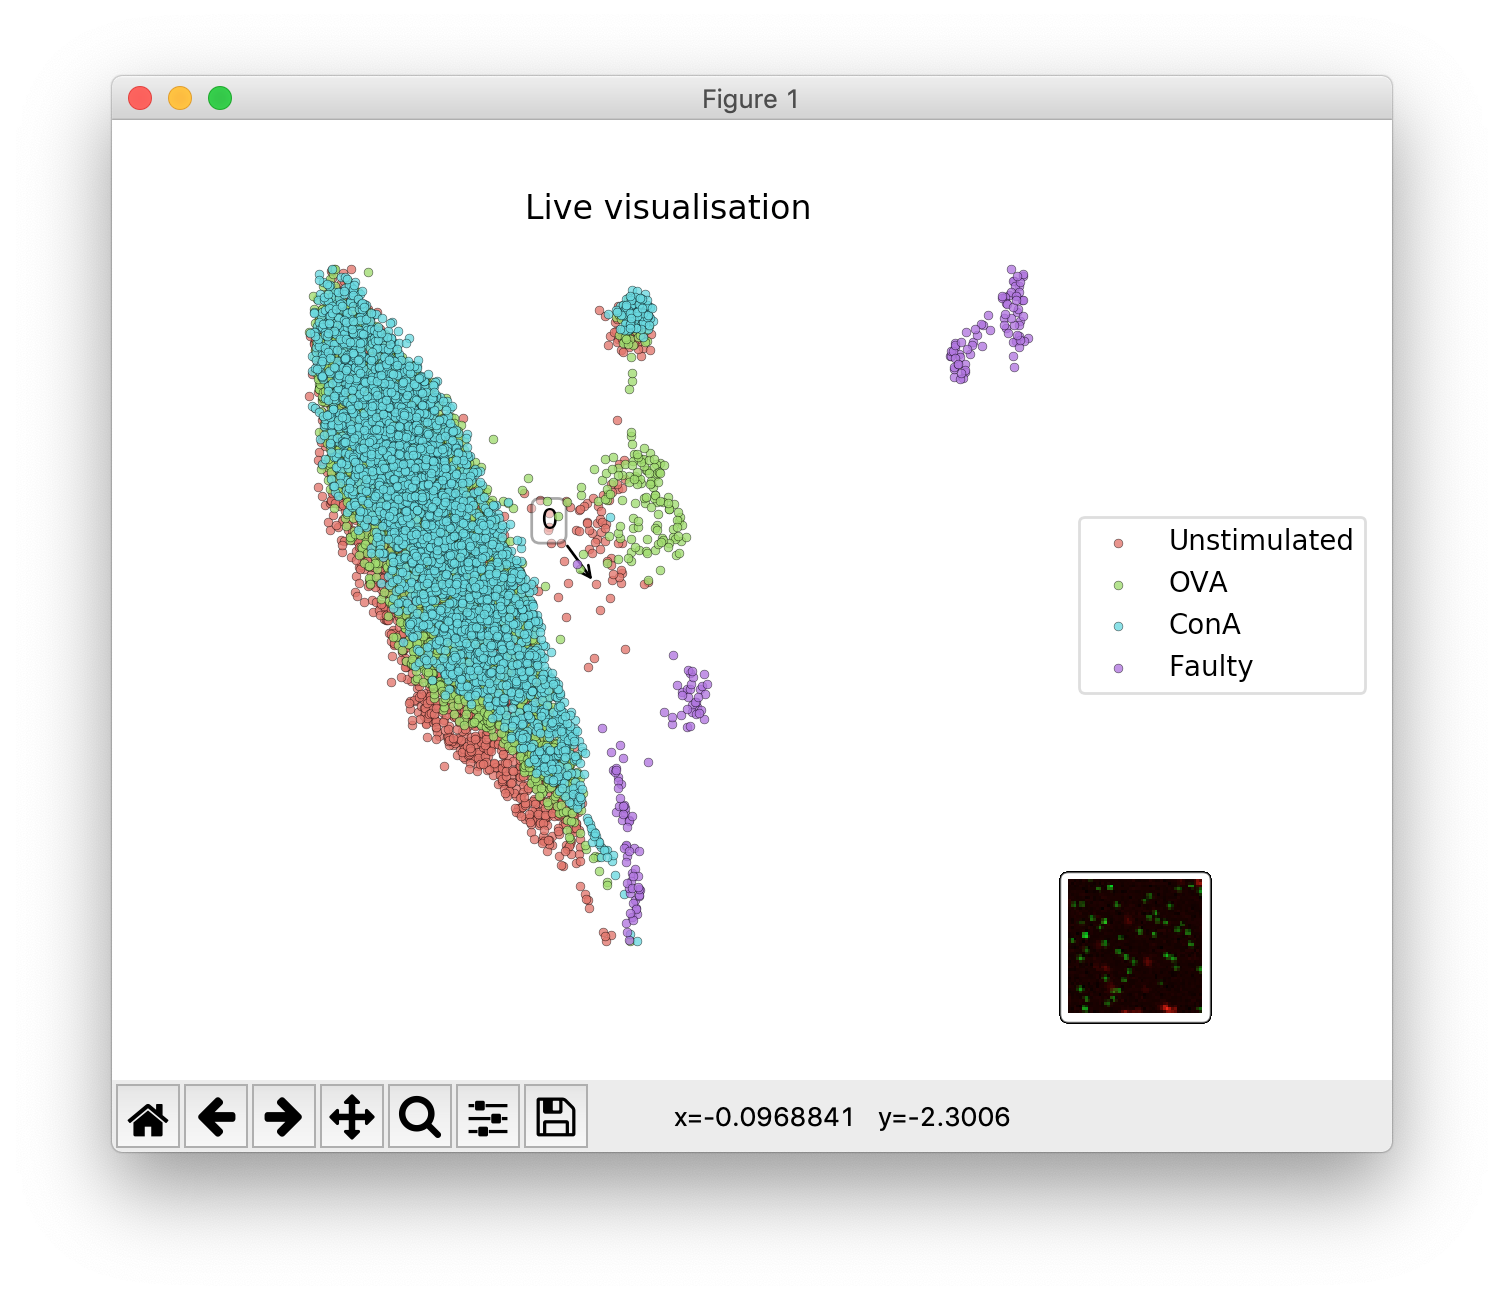 Figure 1
Live visualisation
0
Unstimulated
OVA
ConA
Faulty
x=-0.0968841 y=-2.3006